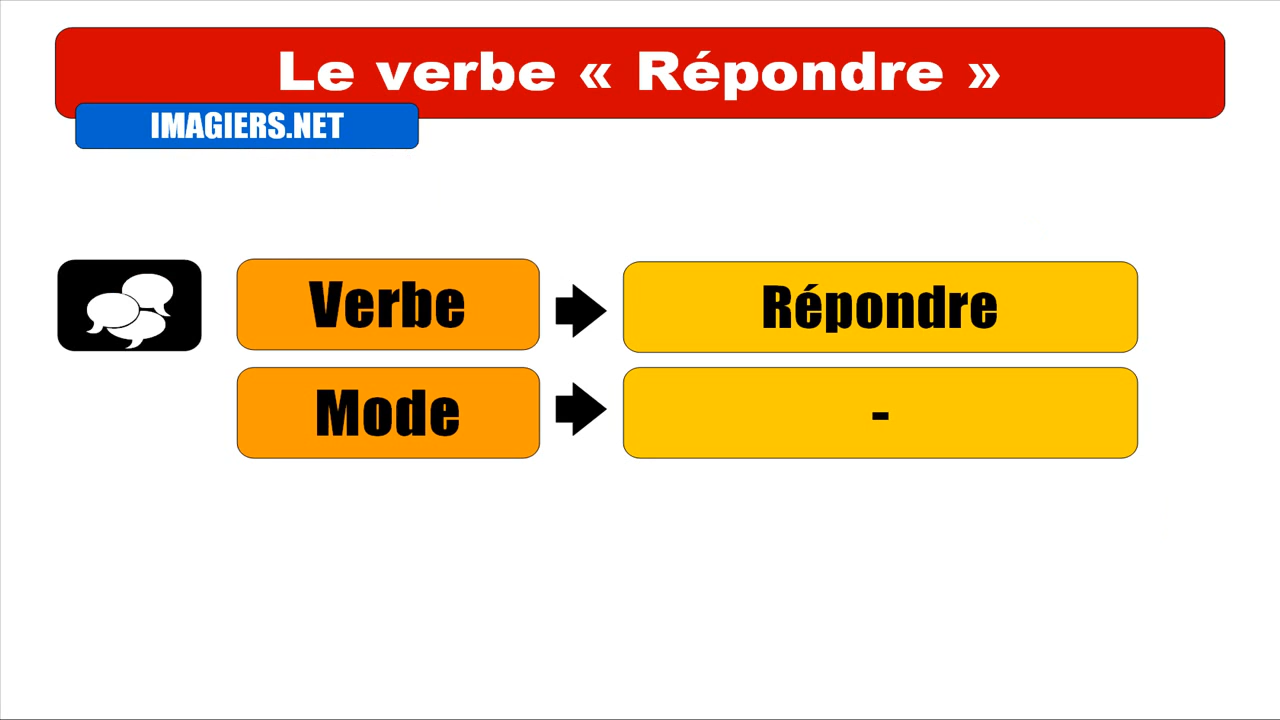 Le verbe « Répondre »
IMAGIERS.NET
Verbe
Répondre
Mode
-